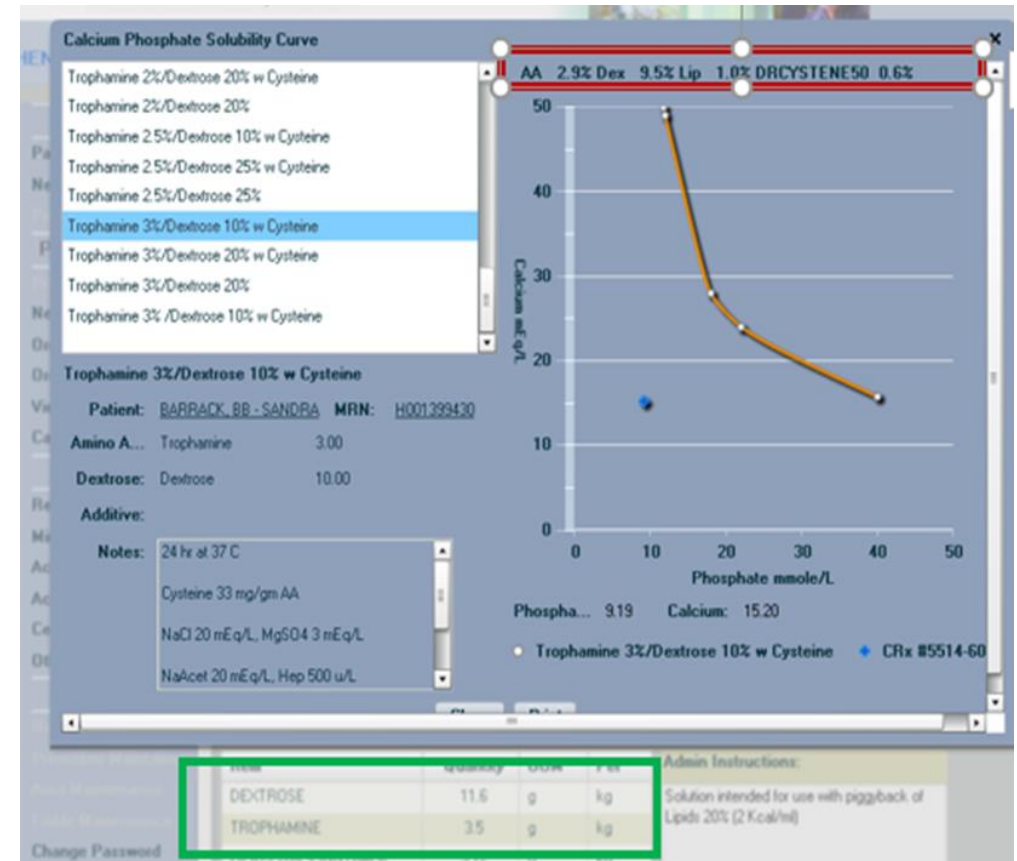 Calcium Phosphate Solubility Curve
Trophamine 2%/Dextrose 20% w Cysteine
Trophamine 2%/Dextrose 20%
Trophamine 2.5%/Dextrose 10% w Cysteine
Trophamine 2.5%/Dextrose 25% w Cysteine
Trophamine 2.5%/Dextrose 25%
Trophamine 3%/Dextrose 10% w Cysteine
Trophamine 3%/Dextrose 20% w Cysteine
Trophamine 3%/Dextrose 20%
Trophamine 3% /Dextrose 10% w Cysteine
Trophamine 3%/Dextrose 10% w Cysteine
Patient: BARRACK, BB - SANDRA MRN: H001399430
Amino A... Trophamine 3.00
Dextrose: Dextrose 10.00
Additive:
Notes: 24 hr at 37 C
Cysteine 33 mg/gm AA
NaCl 20 mEq/L, MgSO4 3 mEq/L
NaAcet 20 mEq/L, Hep 500 u/L
AA 2.9% Dex 9.5% Lip 1.0% DRCYSTENE50 0.6%
50
40
30
20
10
0
Calcium mEq/L
0 10 20 30 40 50
Phosphate mmole/L
Phospha... 9.19 Calcium: 15.20
Trophamine 3%/Dextrose 10% w Cysteine CRx #5514-60
Close Print
Item Quantity UOM Per
DEXTROSE 11.6 g kg
TROPHAMINE 3.5 g kg
Admin Instructions:
Solution intended for use with piggyback of
Lipids 20% (2 Kcal/ml)
Change Password